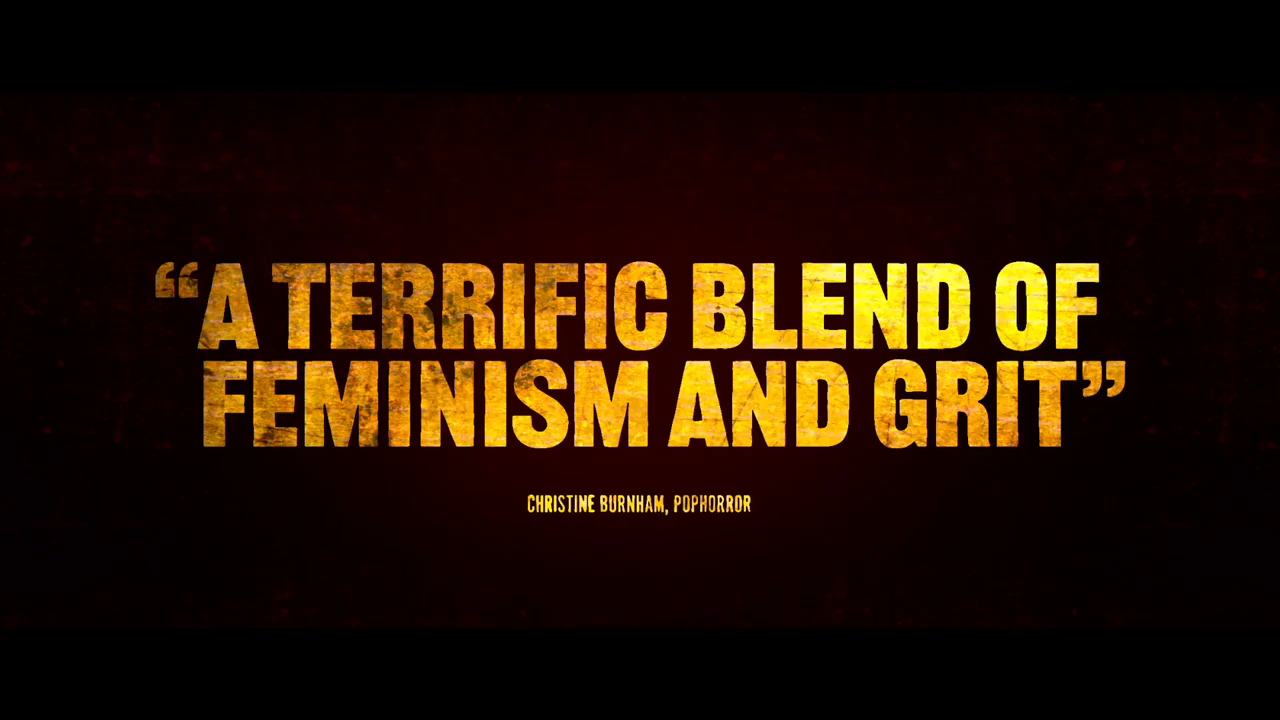 “A TERRIFIC BLEND OF
FEMINISM AND GRIT”
CHRISTINE BURNHAM, POPHORROR